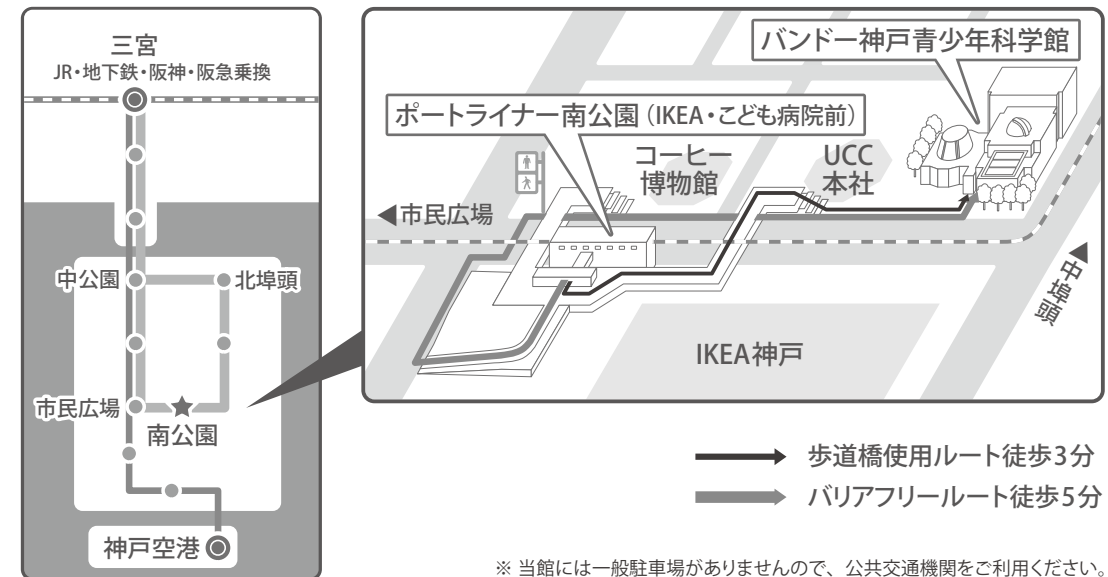 三宮
JR・地下鉄・阪神・阪急乗換
中公園
北埠頭
市民広場
南公園
神戸空港
バンドー神戸青少年科学館
ポートライナー南公園(IKEA・こども病院前)
コーヒー
博物館
UCC
本社
◀市民広場
◀中埠頭
IKEA神戸
歩道橋使用ルート徒歩3分
バリアフリールート徒歩5分
※ 当館には一般駐車場がありませんので、公共交通機関をご利用ください。